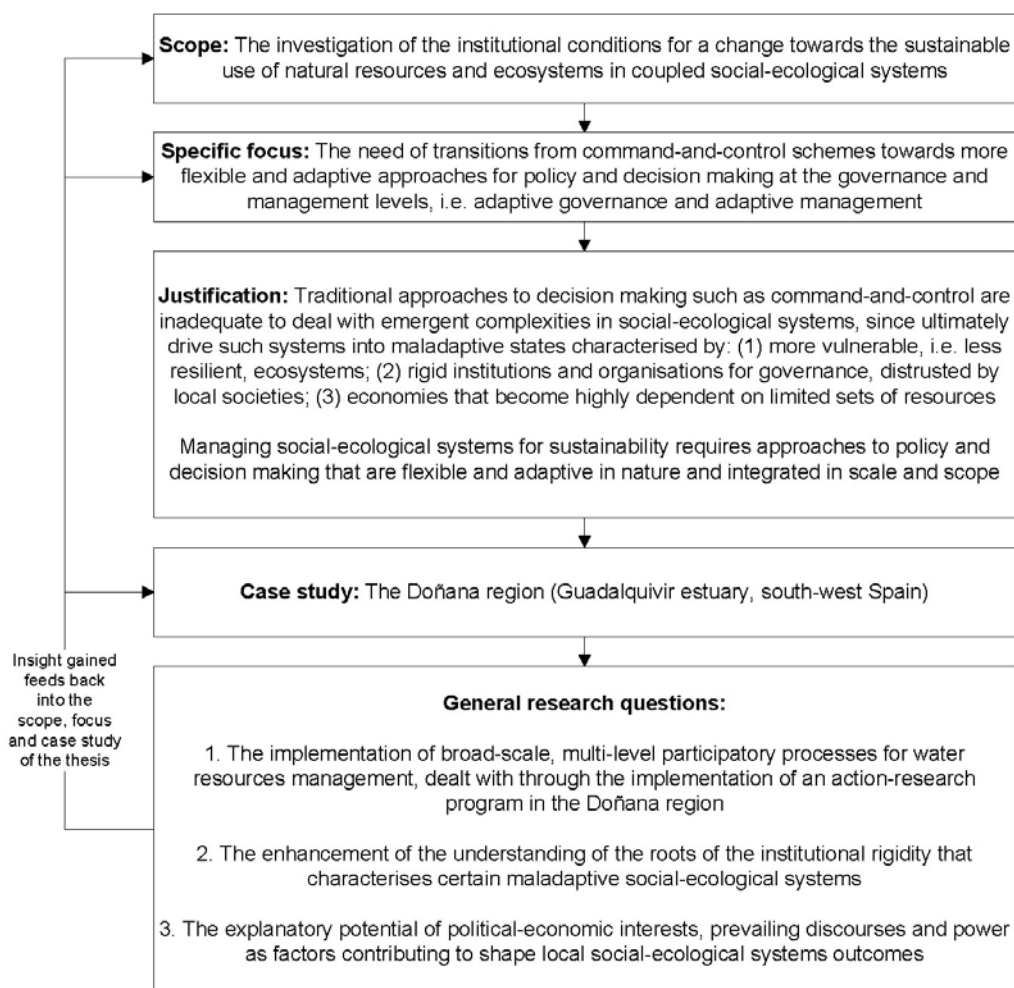 Scope: The investigation of the institutional conditions for a change towards the sustainable
use of natural resources and ecosystems in coupled social-ecological systems
Specific focus: The need of transitions from command-and-control schemes towards more
flexible and adaptive approaches for policy and decision making at the governance and
management levels, i.e. adaptive governance and adaptive management
Justification: Traditional approaches to decision making such as command-and-control are
inadequate to deal with emergent complexities in social-ecological systems, since ultimately
drive such systems into maladaptive states characterised by: (1) more vulnerable, i.e. less
resilient, ecosystems; (2) rigid institutions and organisations for governance, distrusted by
local societies; (3) economies that become highly dependent on limited sets of resources
Managing social-ecological systems for sustainability requires approaches to policy and
decision making that are flexible and adaptive in nature and integrated in scale and scope
Case study: The Doñana region (Guadalquivir estuary, south-west Spain)
Insight gained
feeds back
into the
scope, focus
and case study
of the thesis
General research questions:
1. The implementation of broad-scale, multi-level participatory processes for water
resources management, dealt with through the implementation of an action-research
program in the Doñana region
2. The enhancement of the understanding of the roots of the institutional rigidity that
characterises certain maladaptive social-ecological systems
3. The explanatory potential of political-economic interests, prevailing discourses and power
as factors contributing to shape local social-ecological systems outcomes